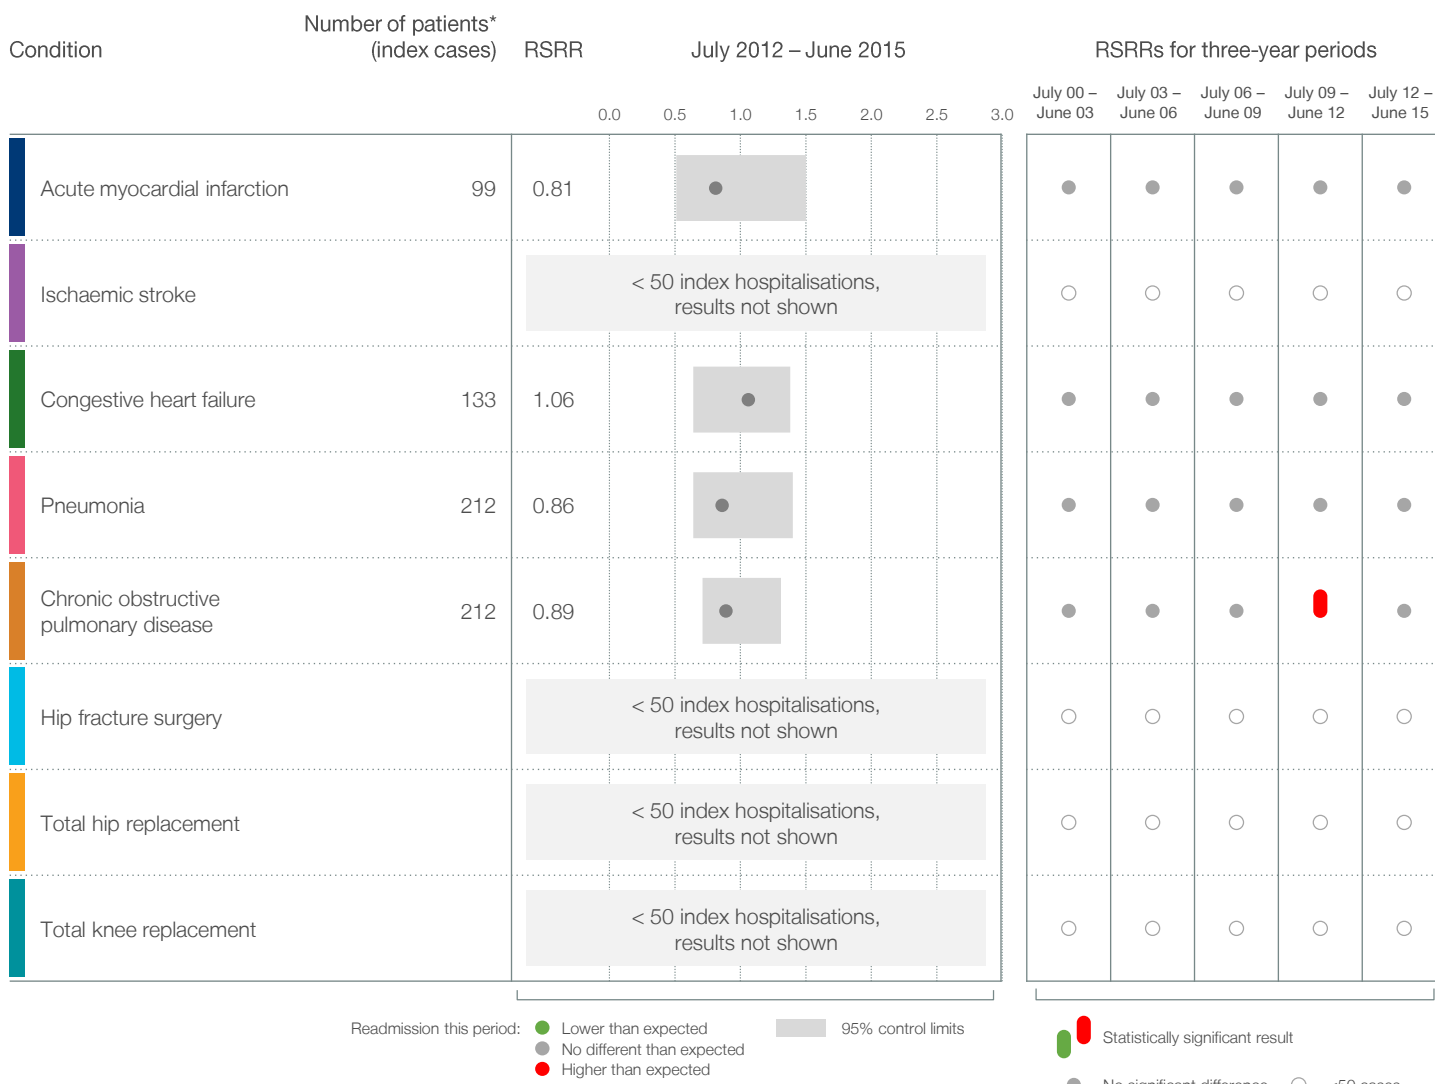 Condition
Number of patients*
(index cases)
RSRR
July 2012 – June 2015
RSRRs for three-year periods
0.0 0.5 1.0 1.5 2.0 2.5 3.0
July 00 –
June 03
July 03 –
June 06
July 06 –
June 09
July 09 –
June 12
July 12 –
June 15
Acute myocardial infarction 99 0.81
Ischaemic stroke
< 50 index hospitalisations,
results not shown
Congestive heart failure 133 1.06
Pneumonia 212 0.86
Chronic obstructive
pulmonary disease 212 0.89
Hip fracture surgery
< 50 index hospitalisations,
results not shown
Total hip replacement
< 50 index hospitalisations,
results not shown
Total knee replacement
< 50 index hospitalisations,
results not shown
Readmission this period: Lower than expected
No different than expected
Higher than expected
95% control limits
Statistically significant result
No significant difference
<50 cases